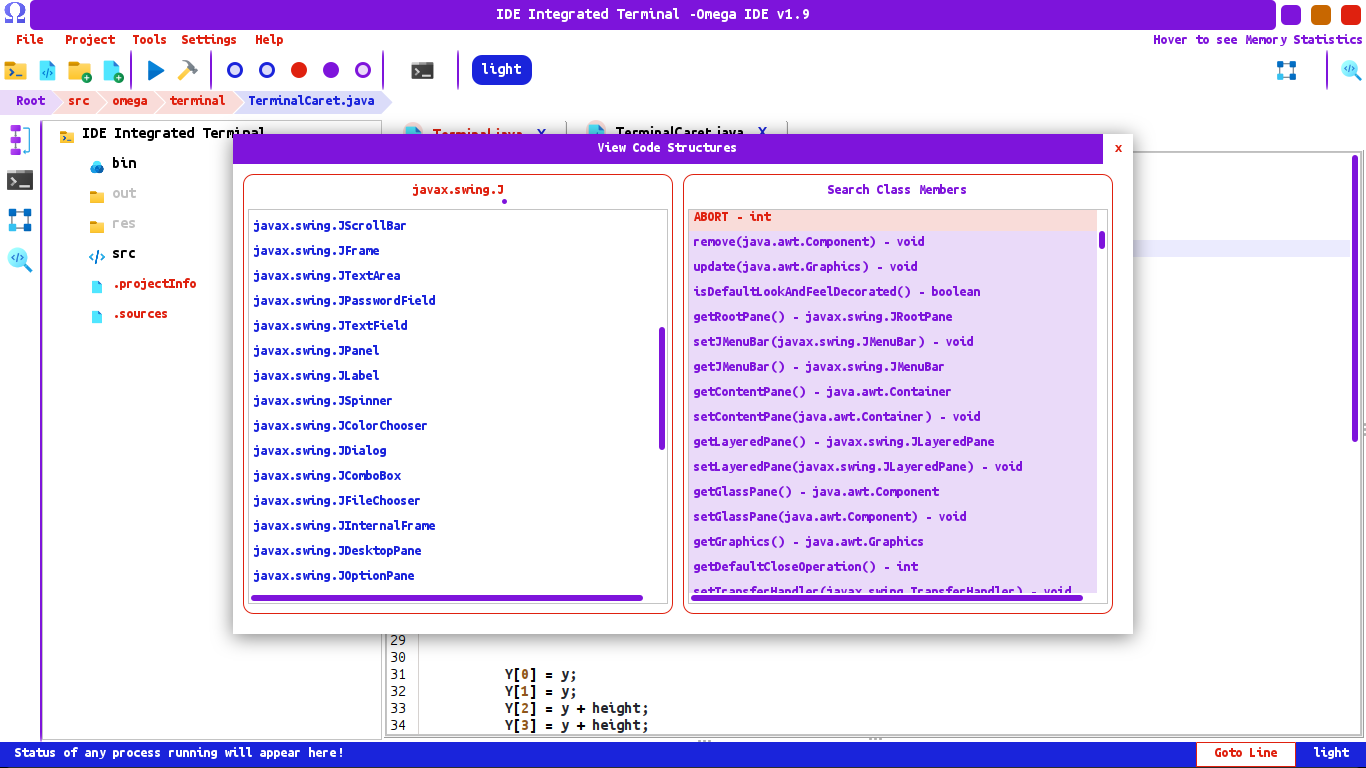 IDE Integrated Terminal -Omega IDE v1.9
File Project Tools Settings Help
Hover to see Memory Statistics
light
Root src omega terminal TerminalCaret.java
IDE Integrated Terminal
bin
out
res
src
.projectInfo
.sources
Terminal.java X TerminalCaret.java X
View Code Structures x
javax.swing.J
javax.swing.JScrollBar
javax.swing.JFrame
javax.swing.JTextArea
javax.swing.JPasswordField
javax.swing.JTextField
javax.swing.JPanel
javax.swing.JLabel
javax.swing.JSpinner
javax.swing.JColorChooser
javax.swing.JDialog
javax.swing.JComboBox
javax.swing.JFileChooser
javax.swing.JInternalFrame
javax.swing.JDesktopPane
javax.swing.JOptionPane
Search Class Members
ABORT - int
remove(java.awt.Component) - void
update(java.awt.Graphics) - void
isDefaultLookAndFeelDecorated() - boolean
getRootPane() - javax.swing.JRootPane
setJMenuBar(javax.swing.JMenuBar) - void
getJMenuBar() - javax.swing.JMenuBar
getContentPane() - java.awt.Container
setContentPane(java.awt.Container) - void
getLayeredPane() - javax.swing.JLayeredPane
setLayeredPane(javax.swing.JLayeredPane) - void
getGlassPane() - java.awt.Component
setGlassPane(java.awt.Component) - void
getGraphics() - java.awt.Graphics
getDefaultCloseOperation() - int
setTransferHandler(javax.swing.TransferHandler) - void
29
30
31 Y[0] = y;
32 Y[1] = y;
33 Y[2] = y + height;
34 Y[3] = y + height;
Status of any process running will appear here!
Goto Line
light